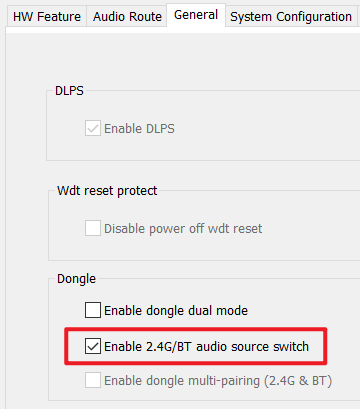 HW Feature Audio Route General System Configuration
DLPS
Enable DLPS
Wdt reset protect
Disable power off wdt reset
Dongle
Enable dongle dual mode
Enable 2.4G/BT audio source switch
Enable dongle multi-pairing (2.4G & BT)